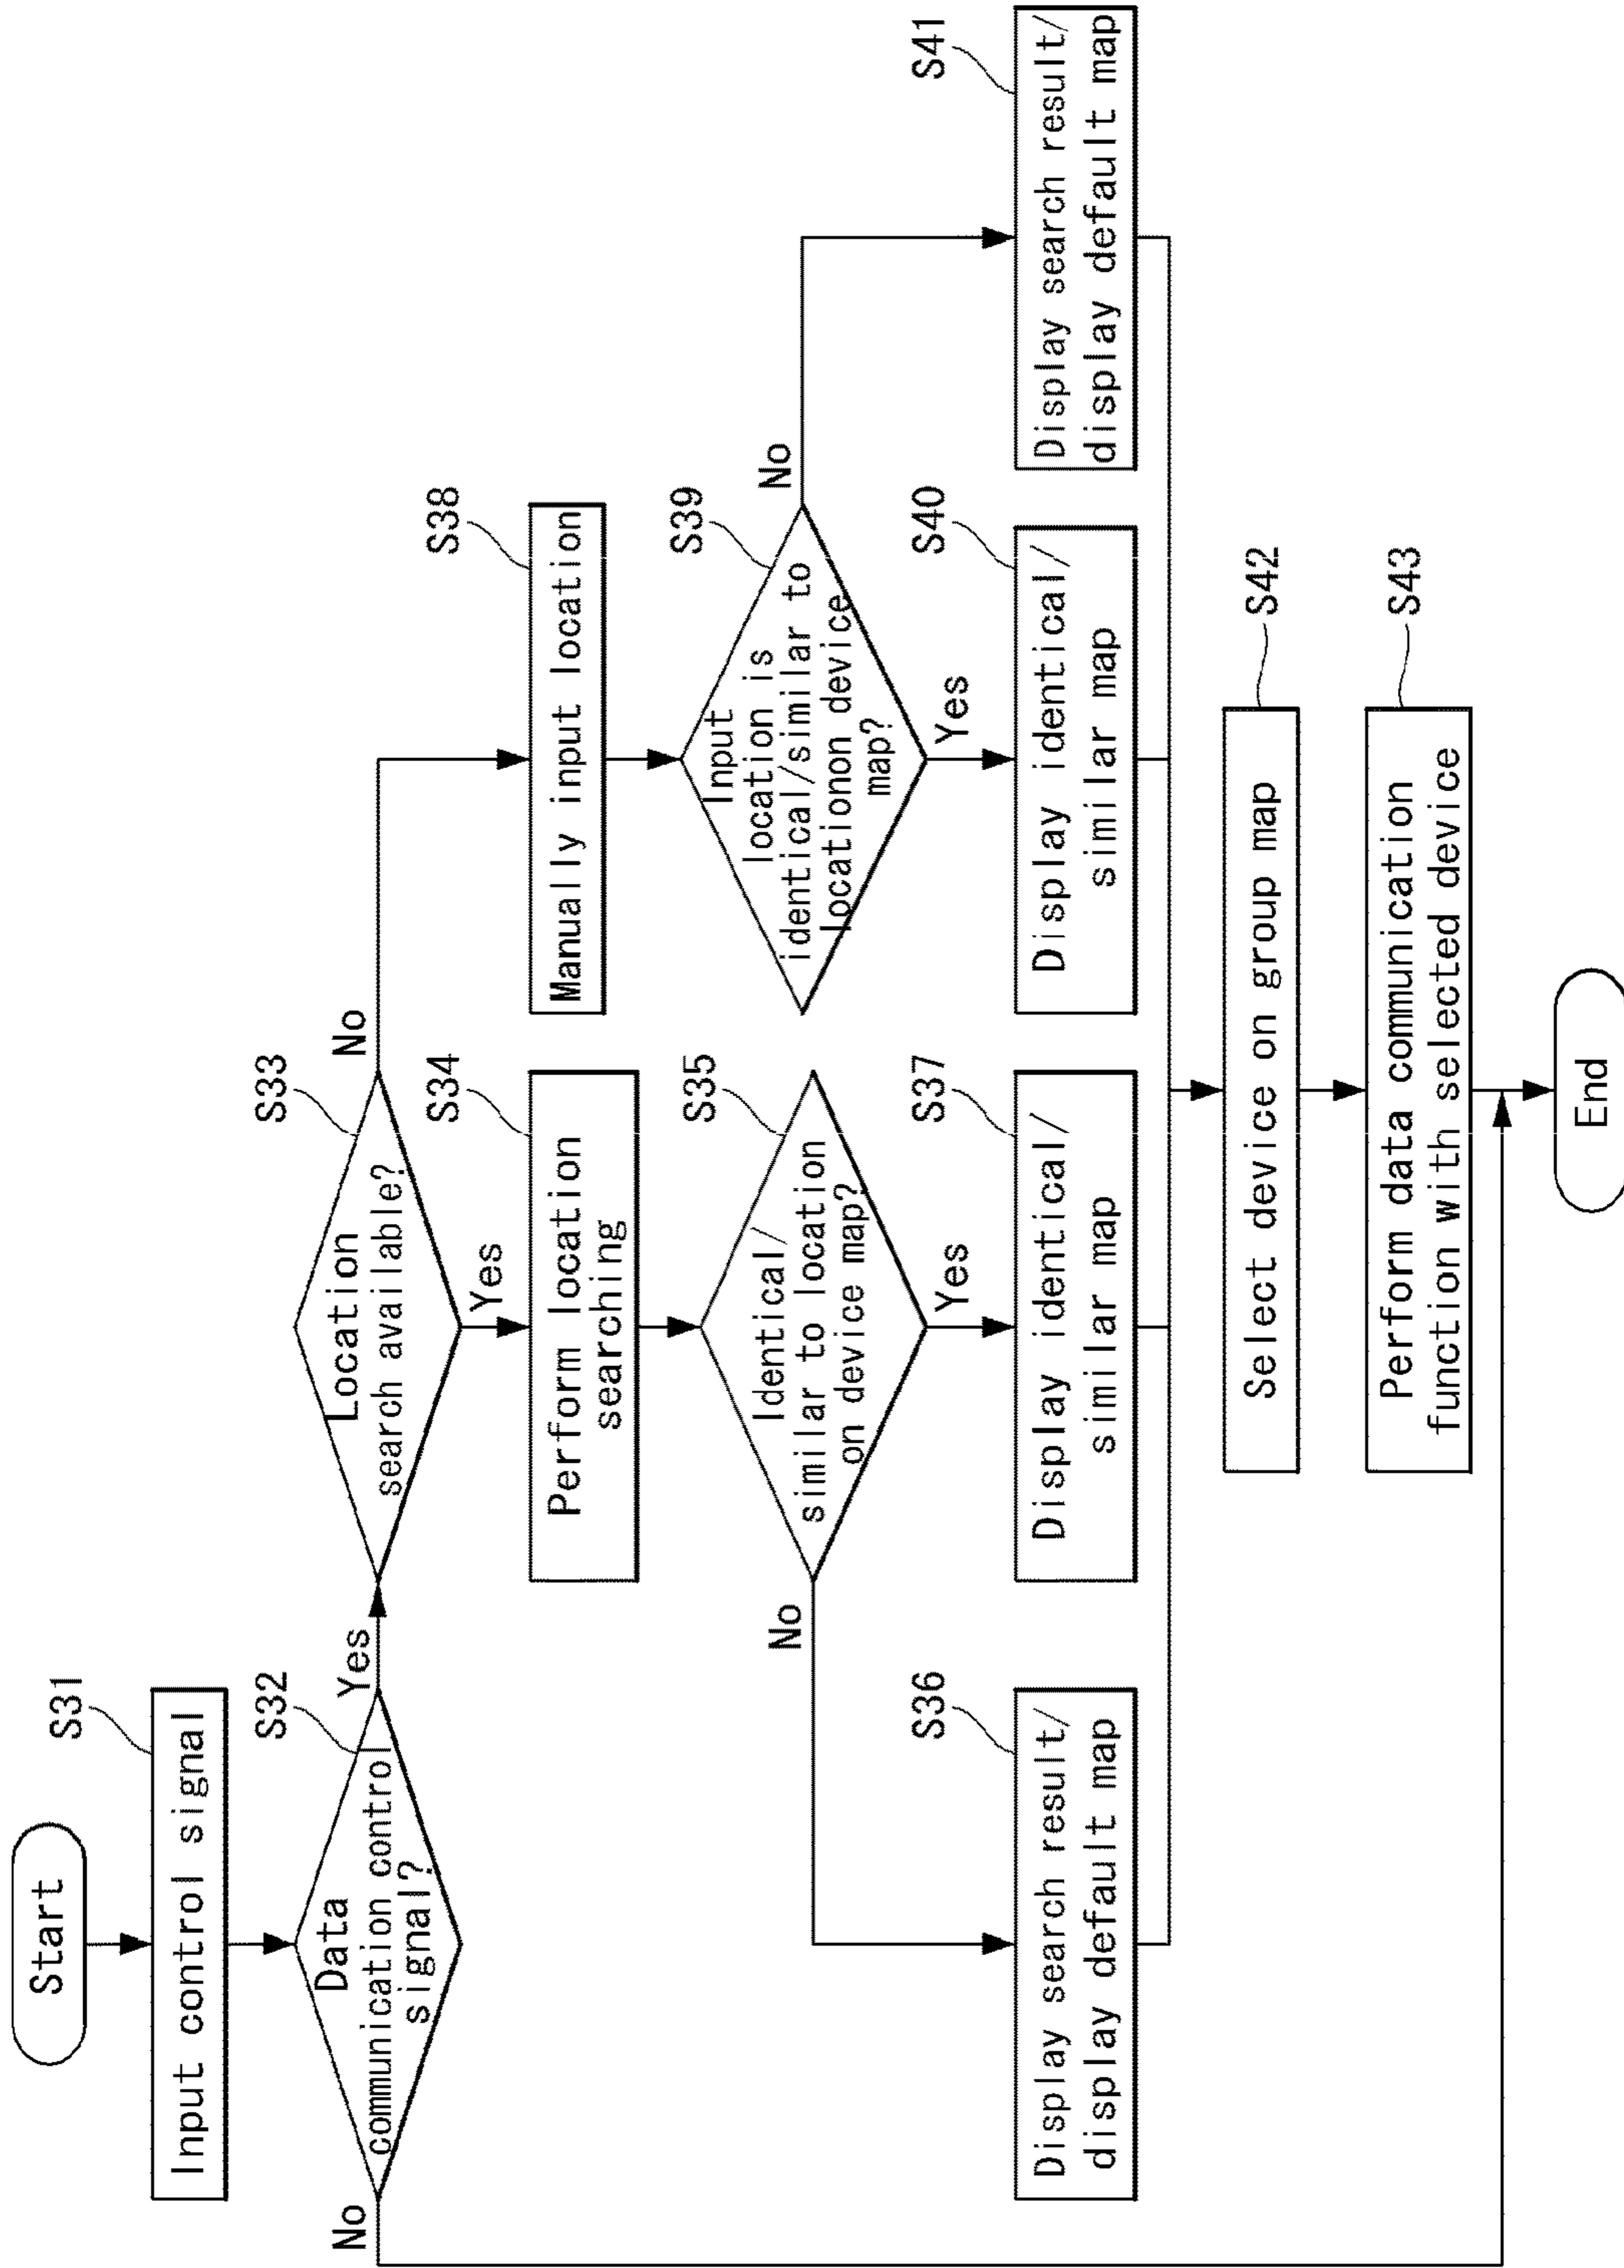 Start
S31
Input control signal
S32
Data
communication control
signal?
No
Yes
S33
Location
search available?
No
Yes
S34
Perform location
searching
S38
Manually input location
S35
Identical/
similar to location
on device map?
No
Yes
S39
Input
location is
identical/similar to
locationon device
map?
No
Yes
S36
Display search result/
display default map
S37
Display identical/
similar map
S40
Display identical/
similar map
S41
Display search result/
display default map
S42
Select device on group map
S43
Perform data communication
function with selected device
End